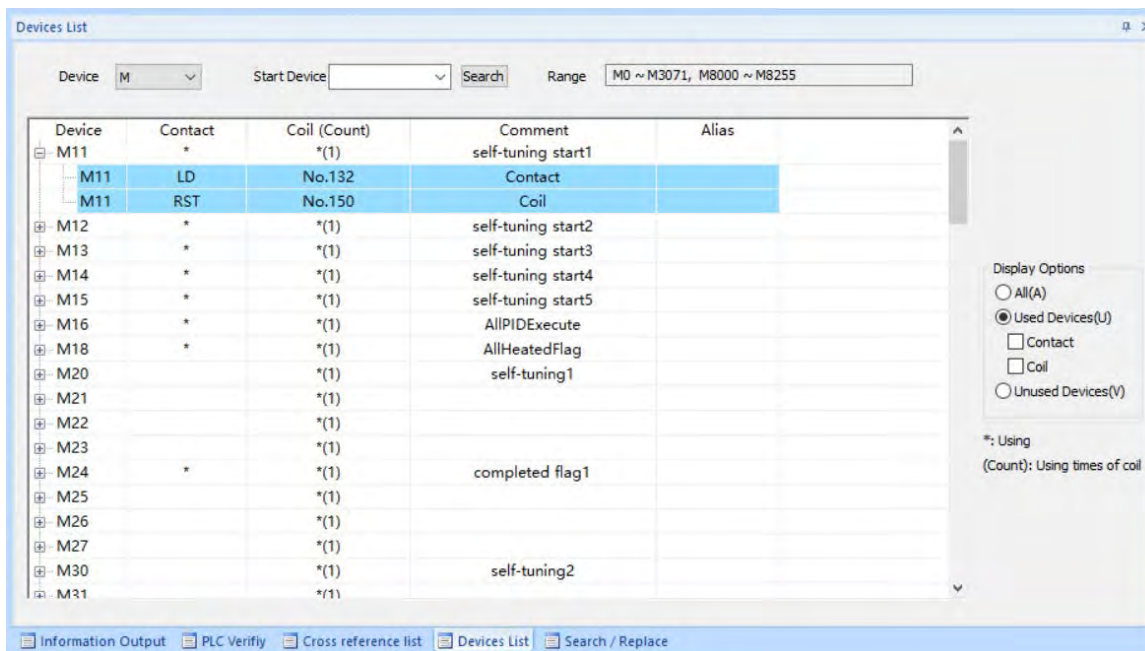 Devices List
Device M Start Device Search Range M0 ~ M3071, M8000 ~ M8255
Device Contact Coil (Count) Comment Alias
M11 * *(1) self-tuning start1
M11 LD No.132 Contact
M11 RST No.150 Coil
M12 * *(1) self-tuning start2
M13 * *(1) self-tuning start3
M14 * *(1) self-tuning start4
M15 * *(1) self-tuning start5
M16 * *(1) AllPIDExecute
M18 * *(1) AllHeatedFlag
M20 *(1) self-tuning1
M21 *(1)
M22 *(1)
M23 *(1)
M24 * *(1) completed flag1
M25 *(1)
M26 *(1)
M27 *(1)
M30 *(1) self-tuning2
M31 *(1)
Display Options
All(A)
Used Devices(U)
Contact
Coil
Unused Devices(V)
*: Using
(Count): Using times of coil
Information Output PLC Verifiy Cross reference list Devices List Search / Replace